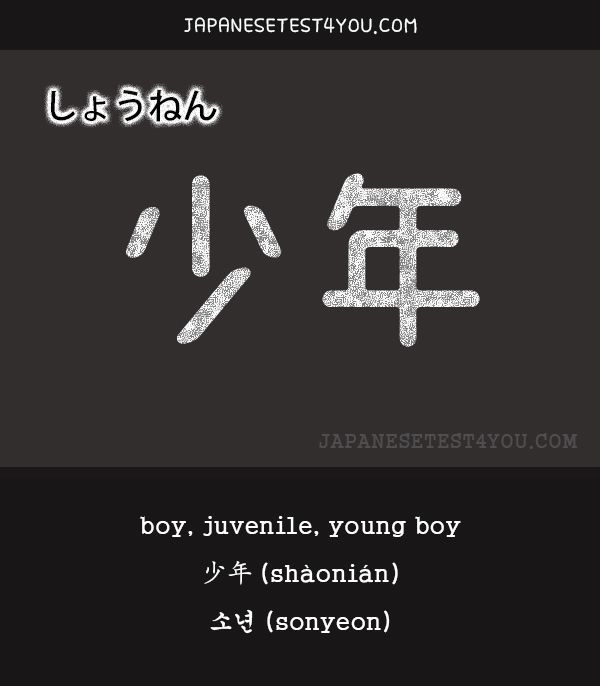 JAPANESETEST4YOU.COM
しょうねん
少年
JAPANESETEST4YOU.COM
boy, juvenile, young boy
少年 (shàonián)
소년 (sonyeon)